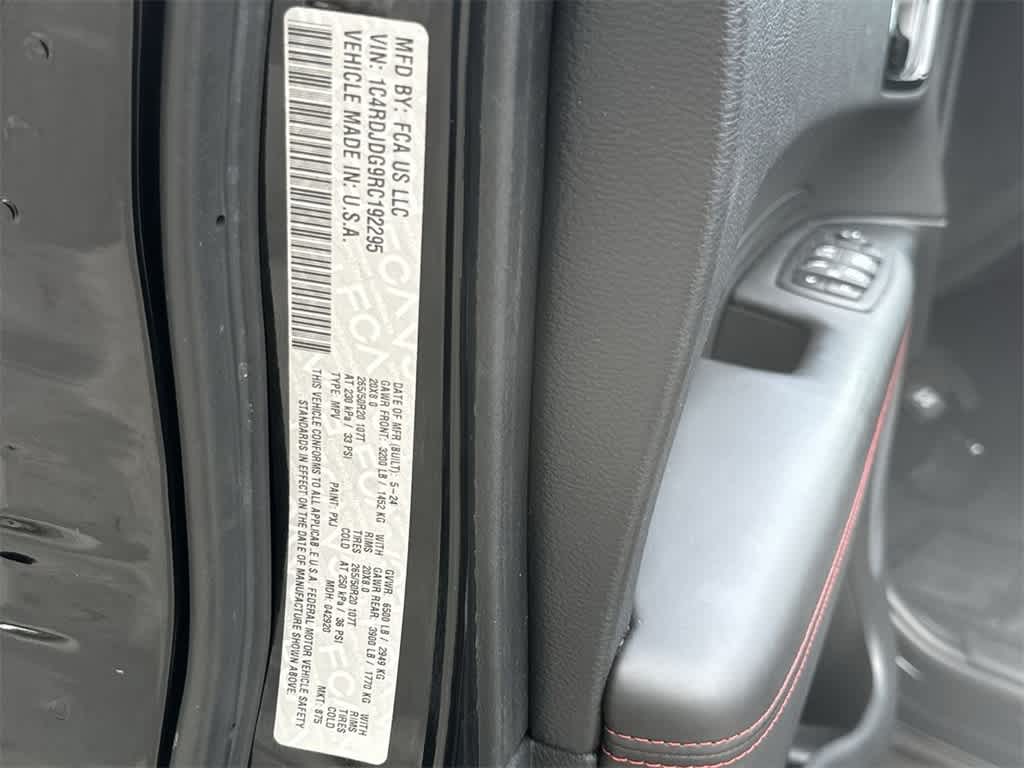 MFD BY: FCA US LLC
VIN: 1C4RDJDG9RC192295
VEHICLE MADE IN: U.S.A.
DATE OF MFR (BUILT): 5-24 GVWR: 6500 LB / 2949 KG
GAWR FRONT: 3200 LB / 1452 KG WITH GAWR REAR: 3900 LB / 1770 KG WITH
20X8.0 RIMS 20X8.0 RIMS
265/50R20 107T TIRES 265/50R20 107T TIRES
AT 230 kPa / 33 PSI COLD AT 250 kPa / 36 PSI COLD
TYPE: MPV PAINT: PXJ MDH: 042920 MKT: 875
THIS VEHICLE CONFORMS TO ALL APPLICABLE U.S.A. FEDERAL MOTOR VEHICLE SAFETY
STANDARDS IN EFFECT ON THE DATE OF MANUFACTURE SHOWN ABOVE.